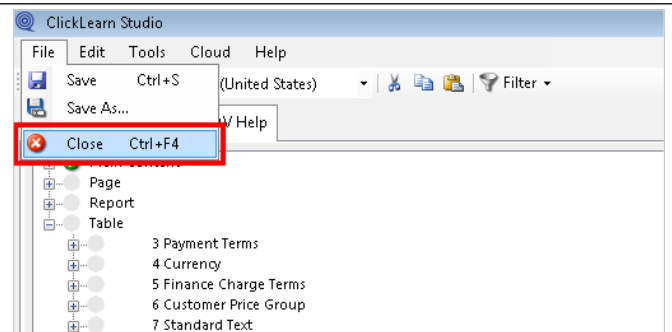 ClickLearn Studio
File Edit Tools Cloud Help
Save Ctrl+S (United States) Filter
Save As...
V Help
Close Ctrl+F4
Page
Report
Table
3 Payment Terms
4 Currency
5 Finance Charge Terms
6 Customer Price Group
7 Standard Text